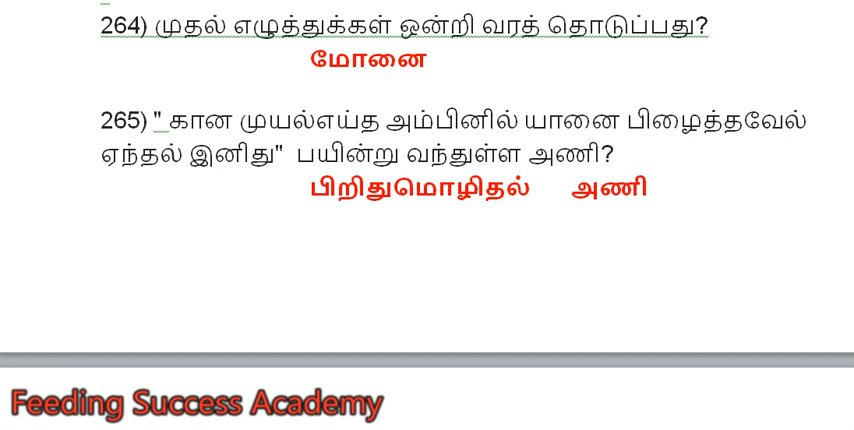 264) முதல் எழுத்துக்கள் ஒன்றி வரத் தொடுப்பது?
மோனை
265) " கான முயல்எய்த அம்பினில் யானை பிழைத்தவேல்
ஏந்தல் இனிது" பயின்று வந்துள்ள அணி?
பிறிதுமொழிதல் அணி
Feeding Success Academy